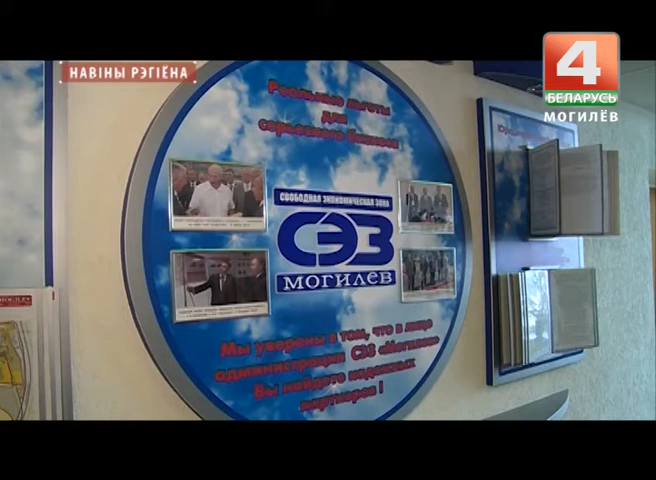 НАВІНЫ РЭГІЁНА
4
БЕЛАРУСЬ
МОГИЛЁВ
Реальные льготы
для
серьезного бизнеса
СВОБОДНАЯ ЭКОНОМИЧЕСКАЯ ЗОНА
СЭЗ
МОГИЛЕВ
Мы уверены в том, что в лице
администрации СЭЗ «Могилев»
Вы найдете надежных
партнеров !